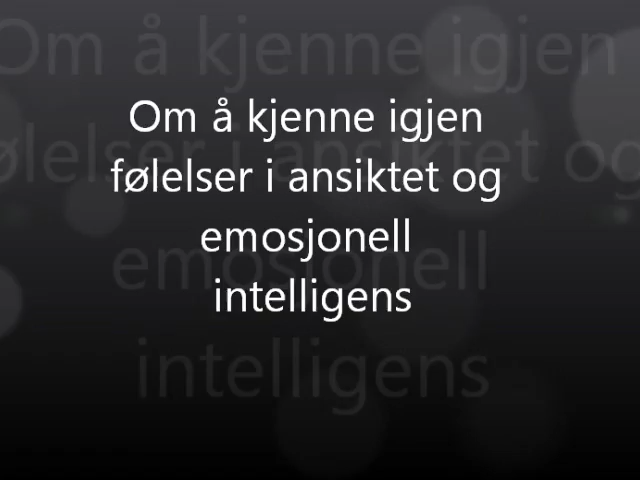 Om å kjenne igjen
følelser i ansiktet og
emosjonell
intelligens